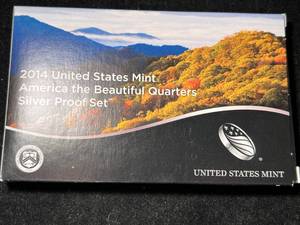 2014 United States Mint
America the Beautiful Quarters
Silver Proof Set
UNITED STATES MINT